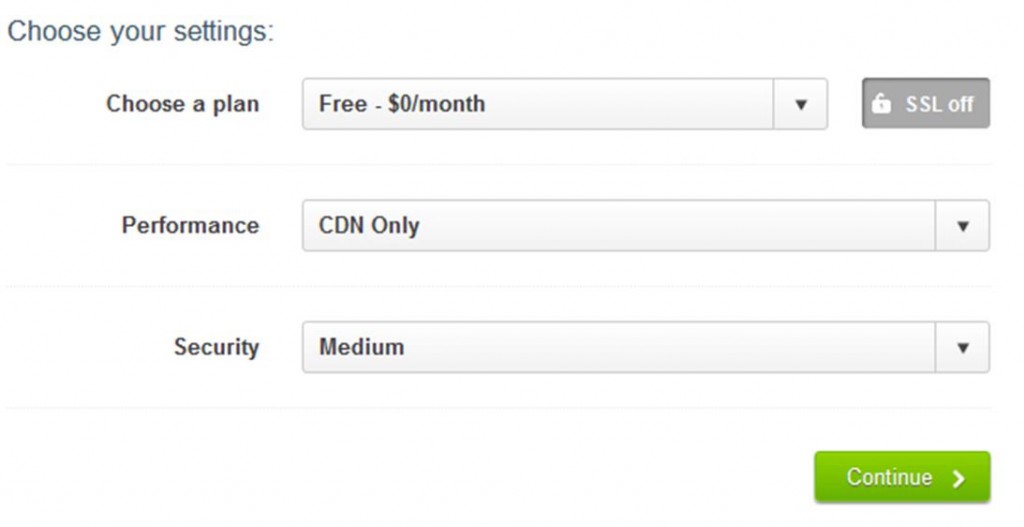 Choose your settings:
Choose a plan Free - $0/month SSL off
Performance CDN Only
Security Medium
Continue